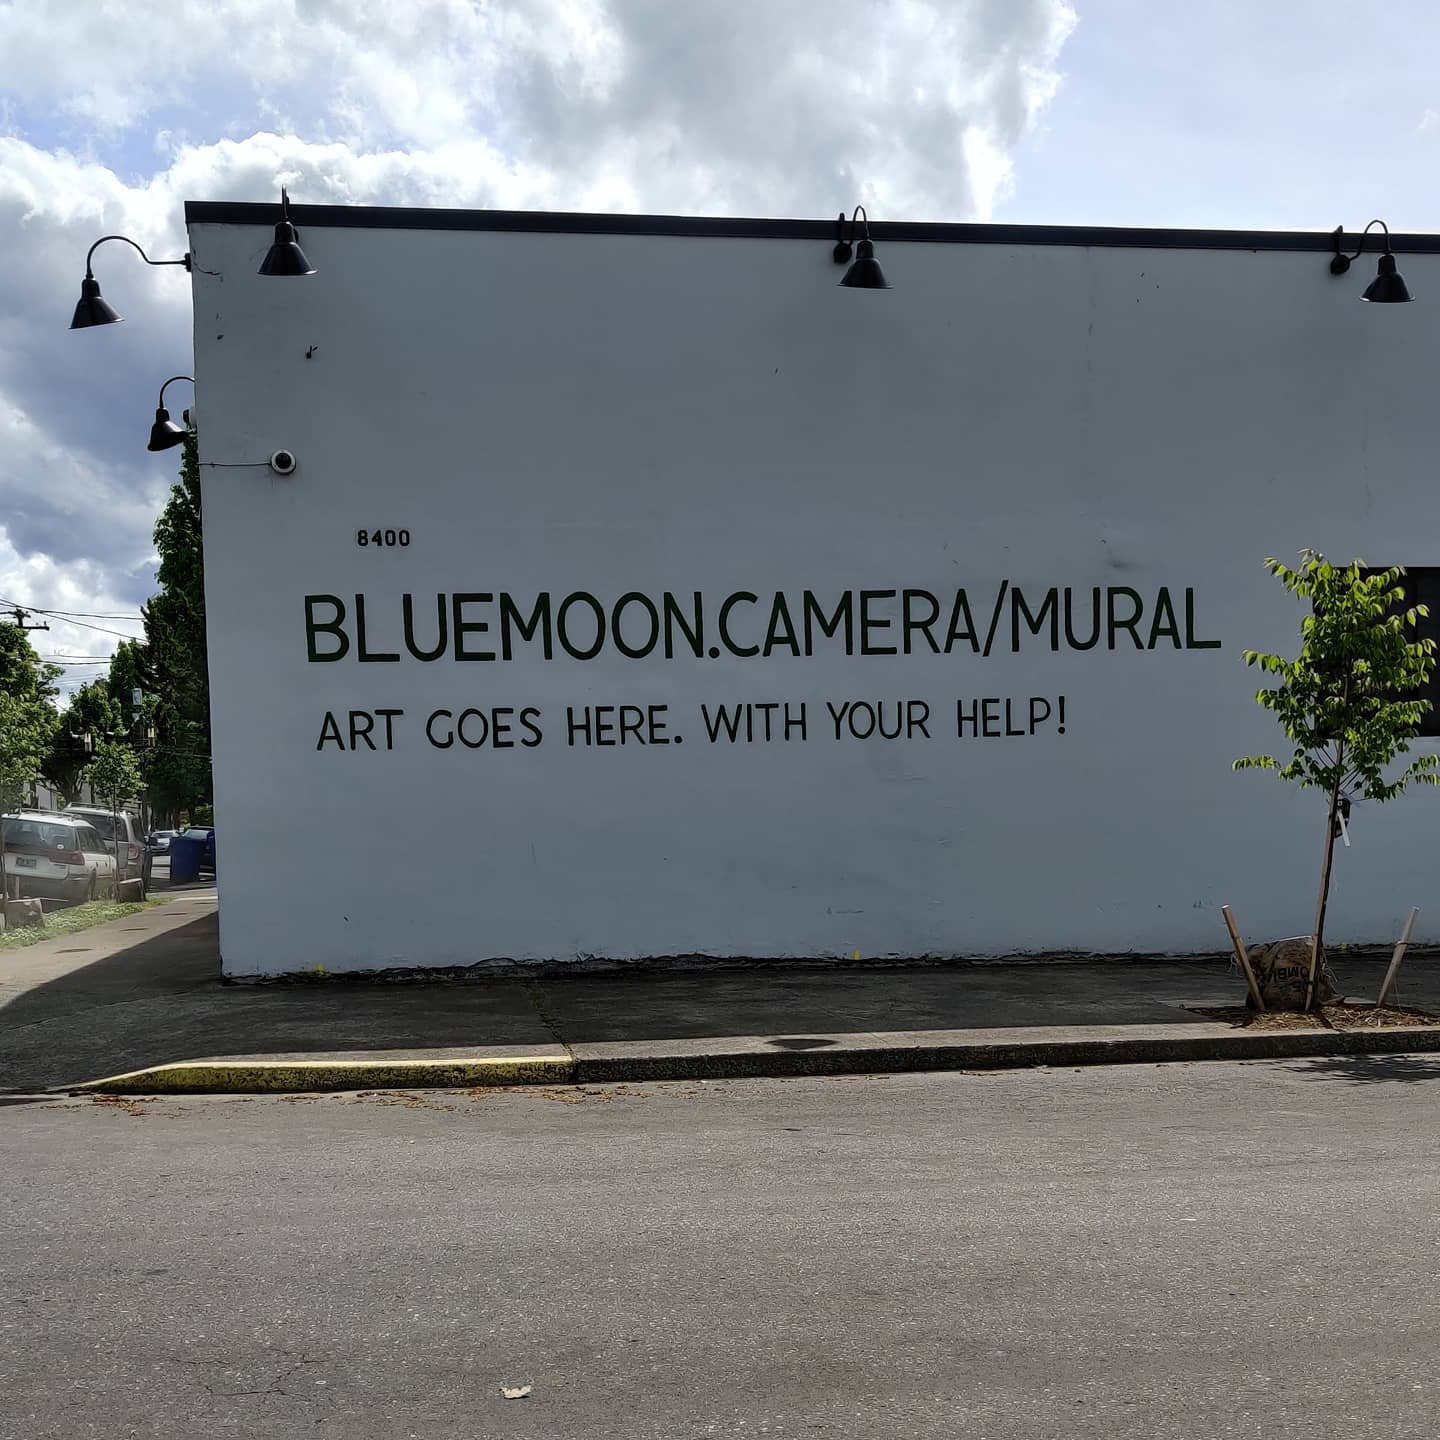 8400
BLUEMOON.CAMERA/MURAL
ART GOES HERE. WITH YOUR HELP!